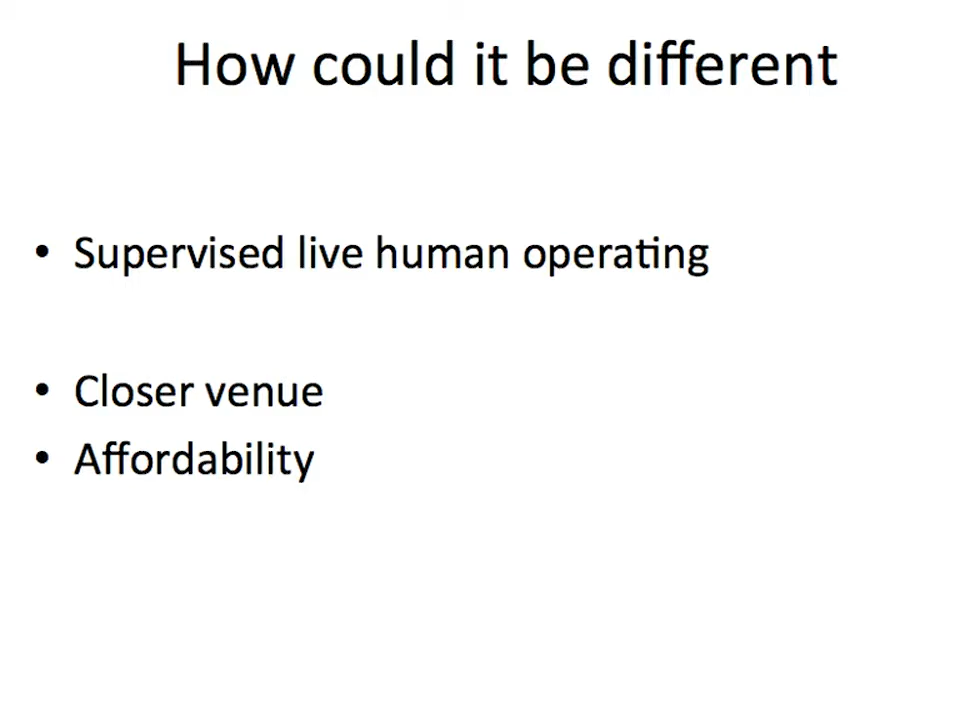 How could it be different
• Supervised live human operating
• Closer venue
• Affordability